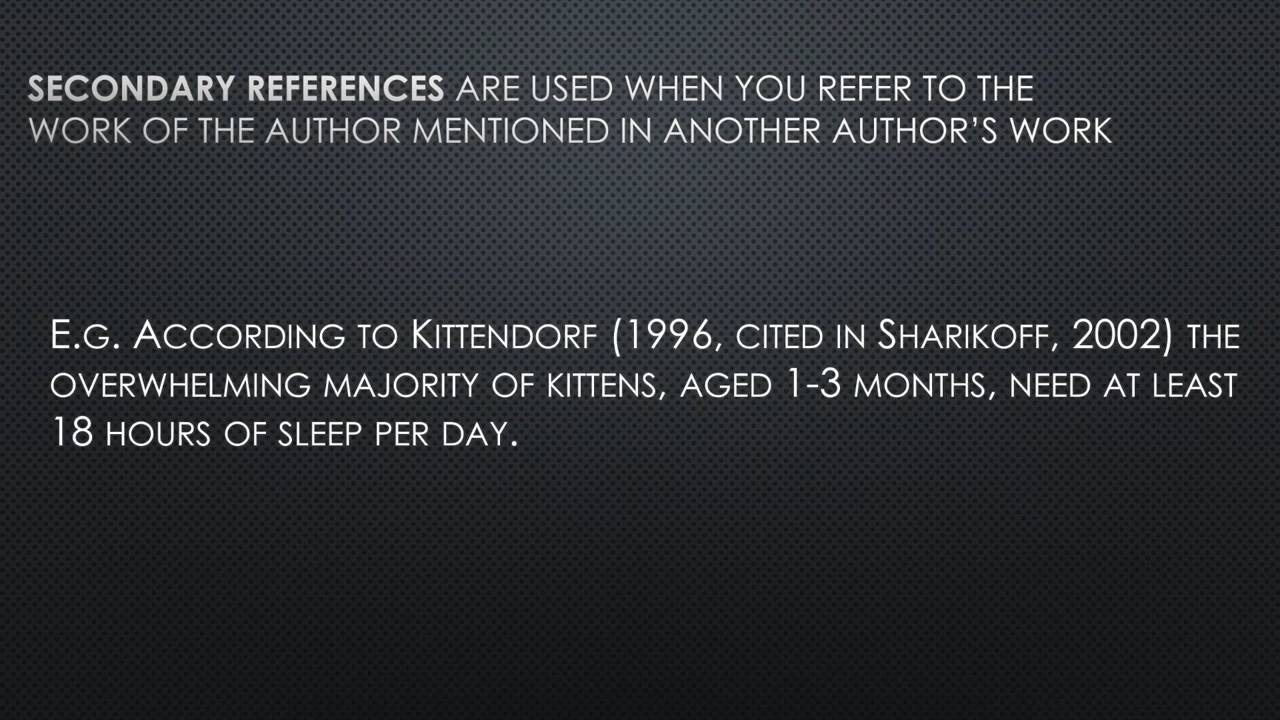 SECONDARY REFERENCES ARE USED WHEN YOU REFER TO THE
WORK OF THE AUTHOR MENTIONED IN ANOTHER AUTHOR'S WORK
E.G. ACCORDING TO KITTENDORF (1996, CITED IN SHARIKOFF, 2002) THE
OVERWHELMING MAJORITY OF KITTENS, AGED 1-3 MONTHS, NEED AT LEAST
18 HOURS OF SLEEP PER DAY.